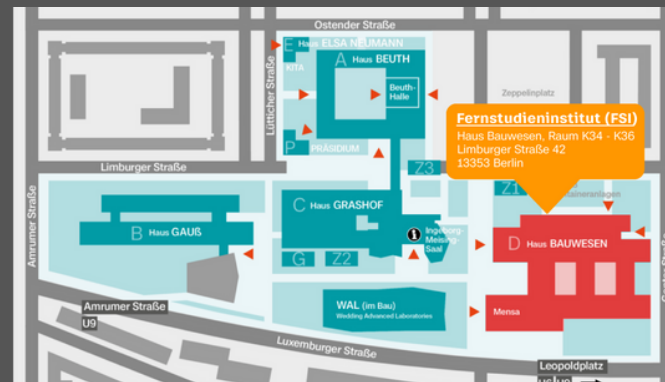 Ostender Straße
E Haus ELSA NEUMANN
KITA
A Haus BEUTH
Beuth-
Halle
Lütticher Straße
Zeppelinplatz
P PRÄSIDIUM
Fernstudieninstitut (FSI)
Haus Bauwesen, Raum K34 - K36
Limburger Straße 42
13353 Berlin
Limburger Straße
Z3
Z1
Amrumer Straße
C Haus GRASHOF
B Haus GAUß
i
Ingeborg-
Meising-
Saal
D Haus BAUWESEN
G
Z2
WAL (im Bau)
Wedding Advanced Laboratories
Mensa
Amrumer Straße
U9
Luxemburger Straße
Leopoldplatz